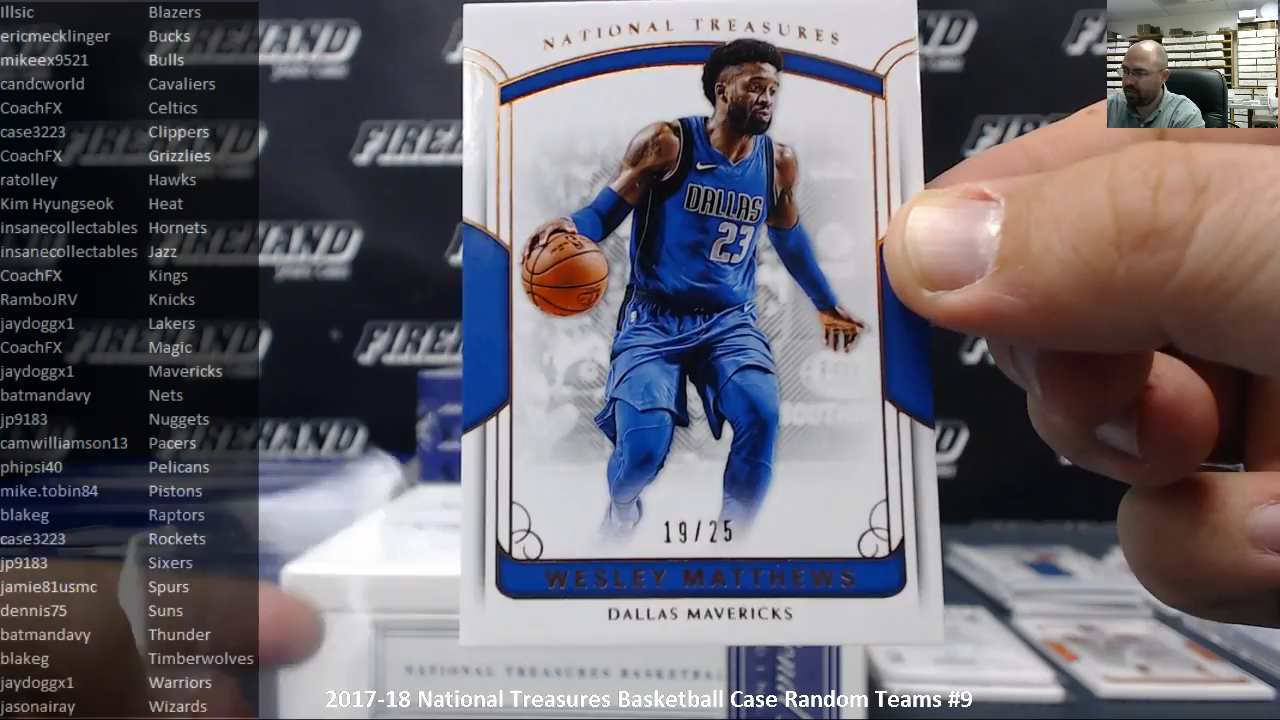 Illsic Blazers
ericmecklinger Bucks
mikeex9521 Bulls
candcworld Cavaliers
CoachFX Celtics
case3223 Clippers
CoachFX Grizzlies
ratolley Hawks
Kim Hyungseok Heat
insanecollectables Hornets
insanecollectables Jazz
CoachFX Kings
RamboJRV Knicks
jaydoggx1 Lakers
CoachFX Magic
jaydoggx1 Mavericks
batmandavy Nets
jp9183 Nuggets
camwilliamson13 Pacers
phipsi40 Pelicans
mike.tobin84 Pistons
blakeg Raptors
case3223 Rockets
jp9183 Sixers
jamie81usmc Spurs
dennis75 Suns
batmandavy Thunder
blakeg Timberwolves
jaydoggx1 Warriors
jasonairay Wizards
NATIONAL TREASURES
DALLAS
23
19/25
WESLEY MATTHEWS
DALLAS MAVERICKS
FIREHAND
FIREHAND
FIREHAND
NATIONAL TREASURES BASKETBAL
2017-18 National Treasures Basketball Case Random Teams #9